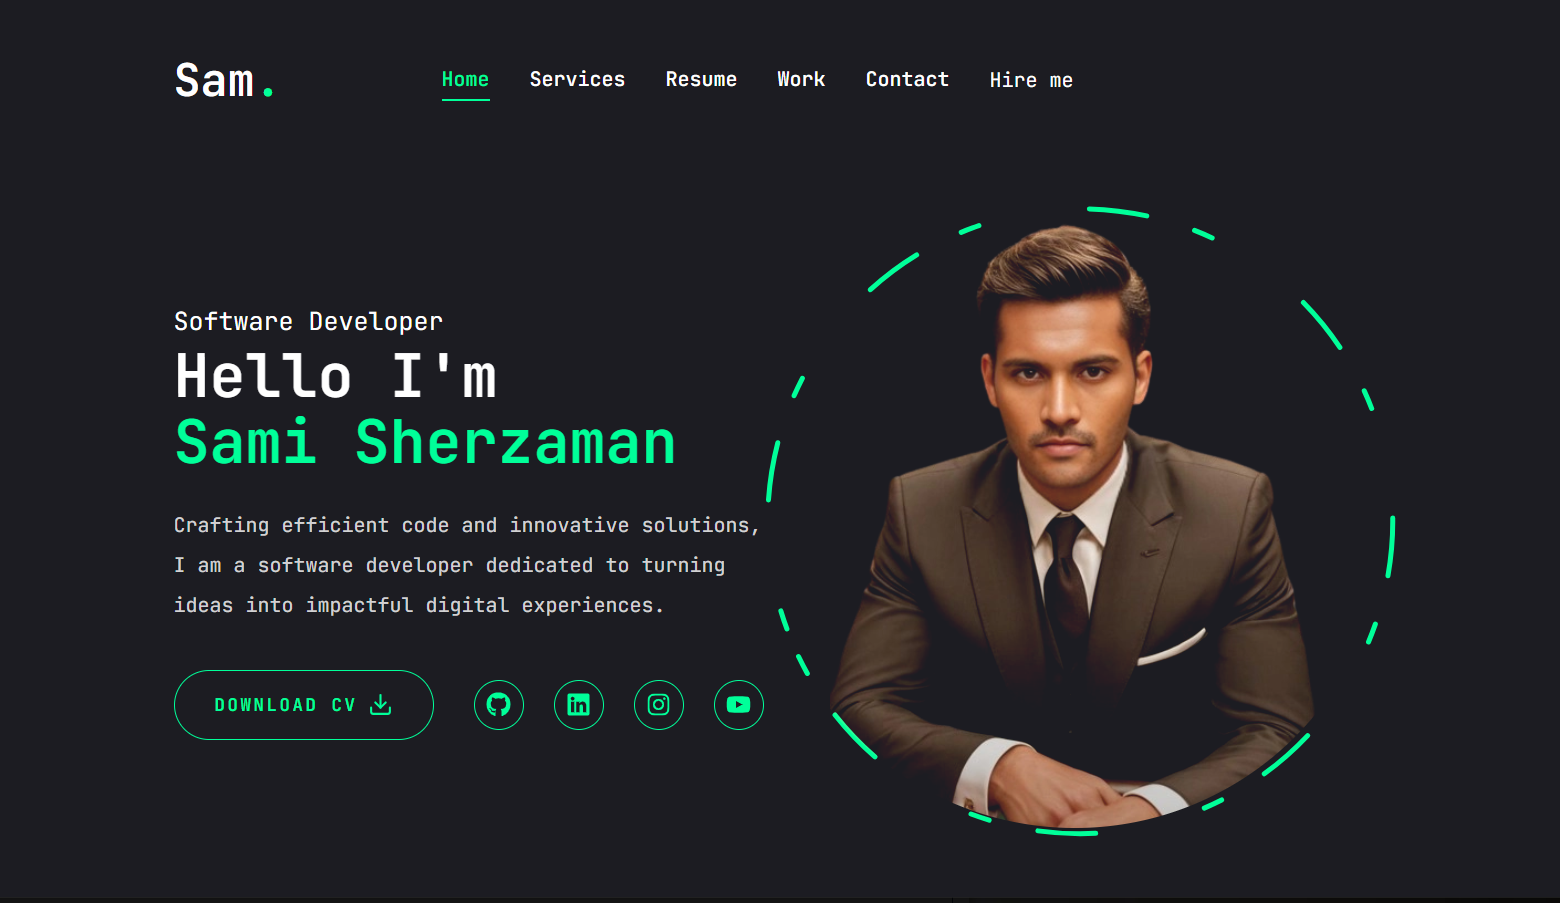 Sam.
Home Services Resume Work Contact Hire me
Software Developer
Hello I'm
Sami Sherzaman
Crafting efficient code and innovative solutions,
I am a software developer dedicated to turning
ideas into impactful digital experiences.
DOWNLOAD CV
in